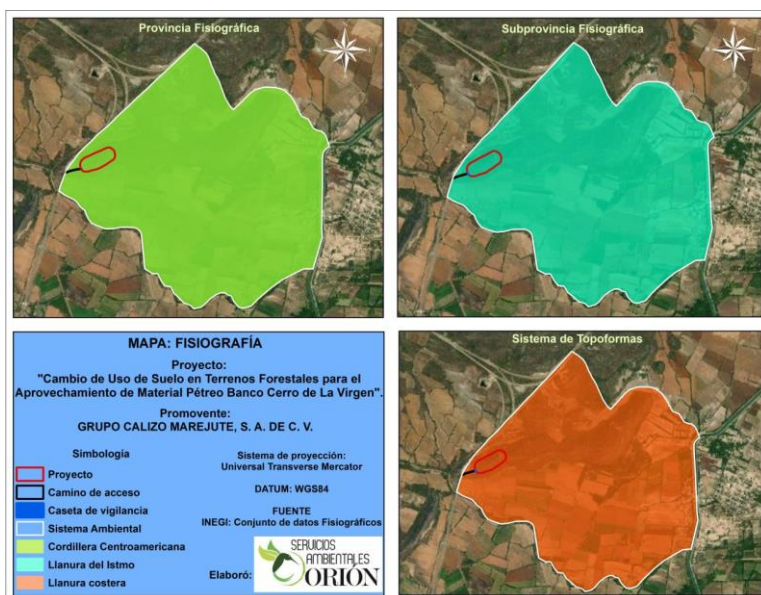 Provincia Fisiográfica
Subprovincia Fisiográfica
MAPA: FISIOGRAFÍA
Proyecto:
"Cambio de Uso de Suelo en Terrenos Forestales para el
Aprovechamiento de Material Pétreo Banco Cerro de La Virgen".
Promovente:
GRUPO CALIZO MAREJUTE, S. A. DE C. V.
Simbología
Proyecto
Camino de acceso
Caseta de vigilancia
Sistema Ambiental
Cordillera Centroamericana
Llanura del Istmo
Llanura costera
Sistema de proyección:
Universal Transverse Mercator
DATUM: WGS84
FUENTE
INEGI: Conjunto de datos Fisiográficos
Elaboró:
SERVICIOS
AMBIENTALES
ORIÓN
Sistema de Topoformas